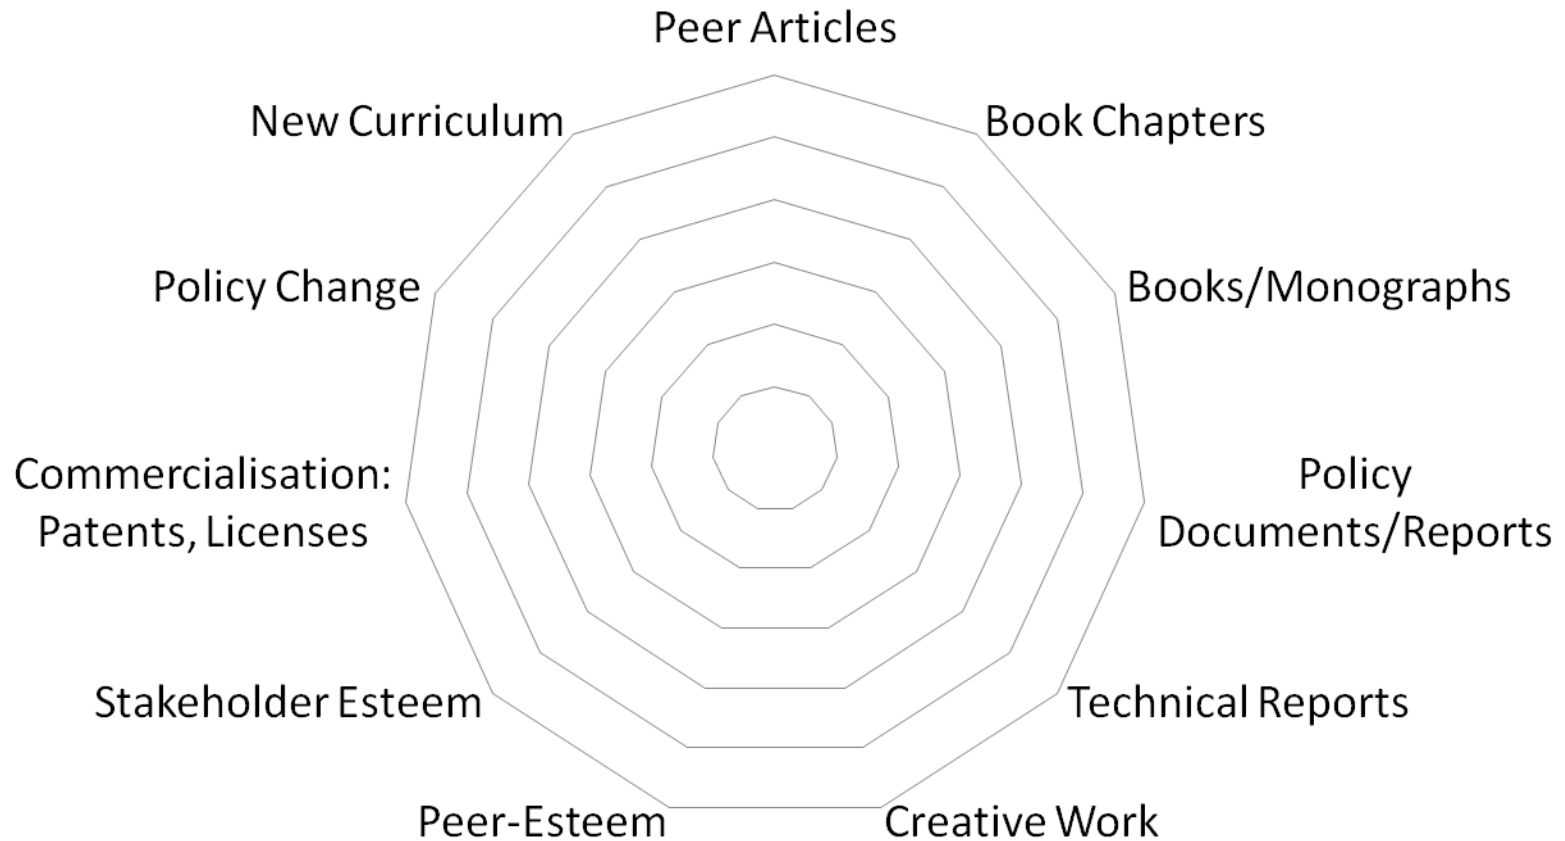 Peer Articles
New Curriculum
Book Chapters
Policy Change
Books/Monographs
Commercialisation:
Patents, Licenses
Policy
Documents/Reports
Stakeholder Esteem
Technical Reports
Peer-Esteem
Creative Work